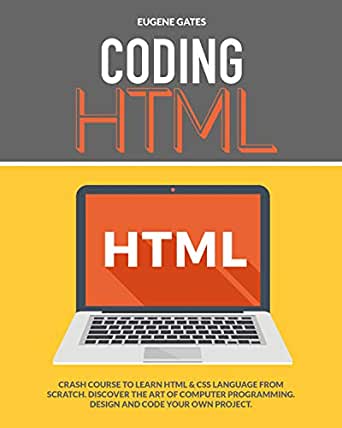 EUGENE GATES
CODING
HTML
HTML
CRASH COURSE TO LEARN HTML & CSS LANGUAGE FROM
SCRATCH. DISCOVER THE ART OF COMPUTER PROGRAMMING.
DESIGN AND CODE YOUR OWN PROJECT.